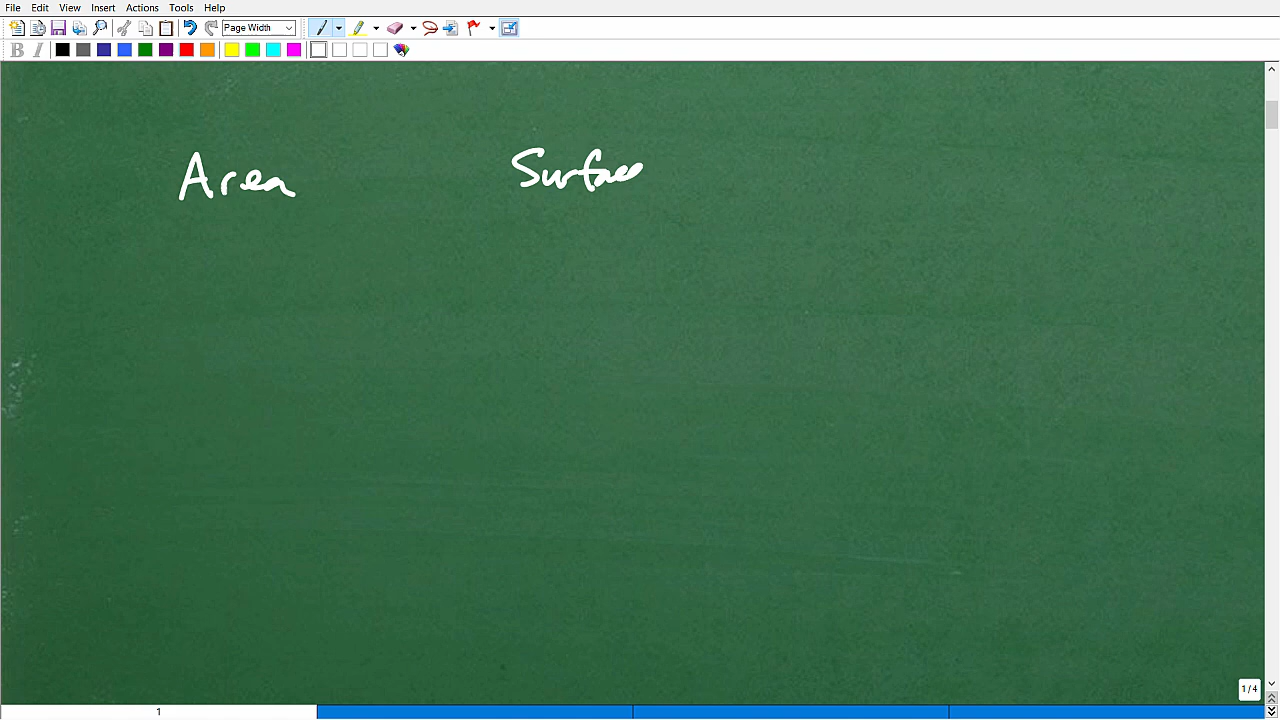 File Edit View Insert Actions Tools Help
Page Width
B I
Area Surface
1/4
1